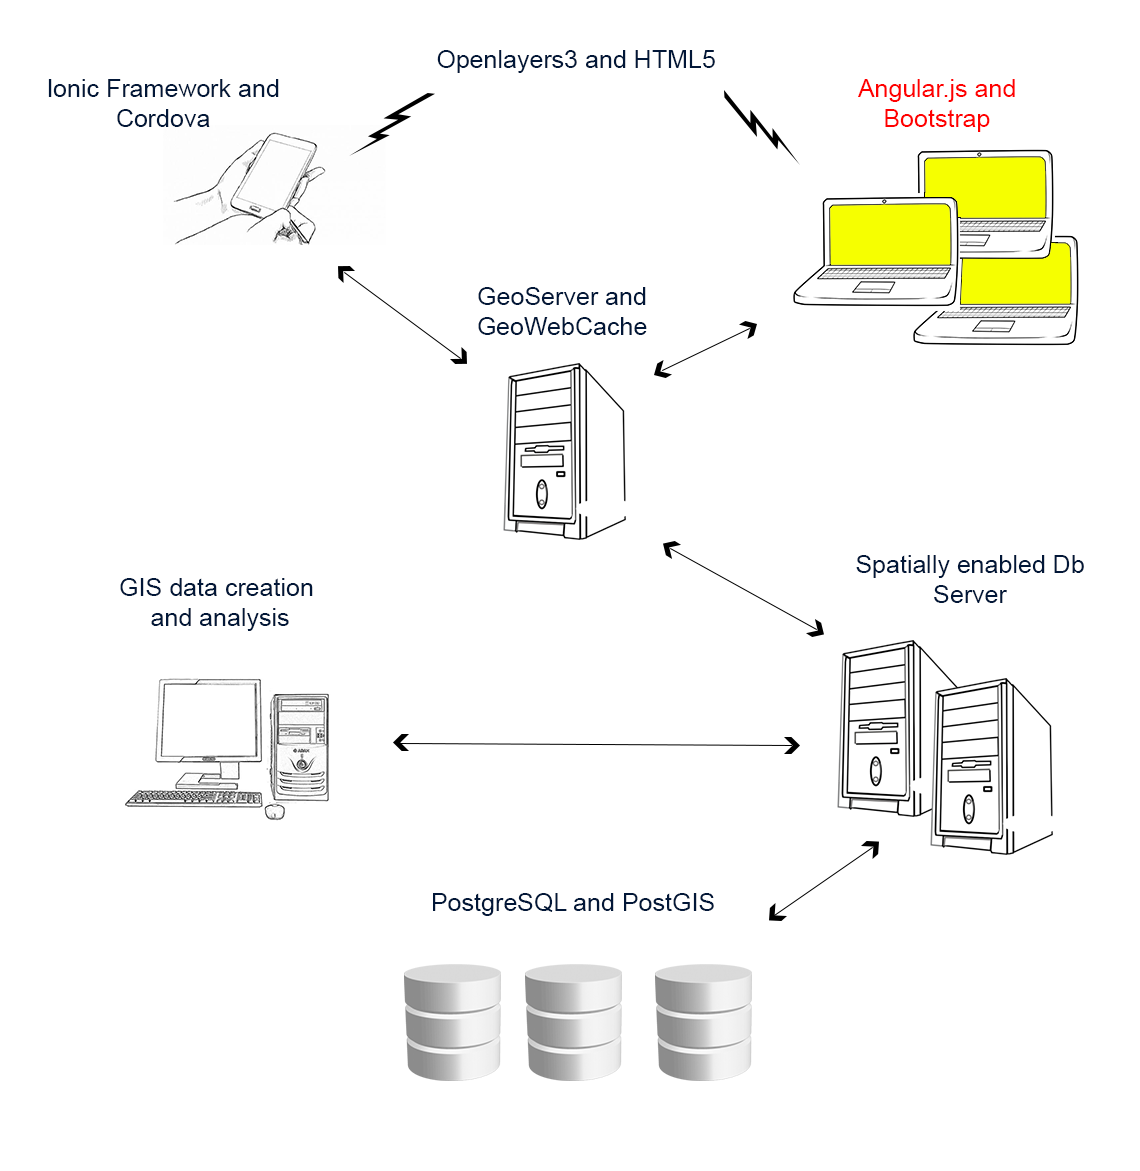 Openlayers3 and HTML5
Ionic Framework and
Cordova
Angular.js and
Bootstrap
GeoServer and
GeoWebCache
Spatially enabled Db
Server
GIS data creation
and analysis
PostgreSQL and PostGIS